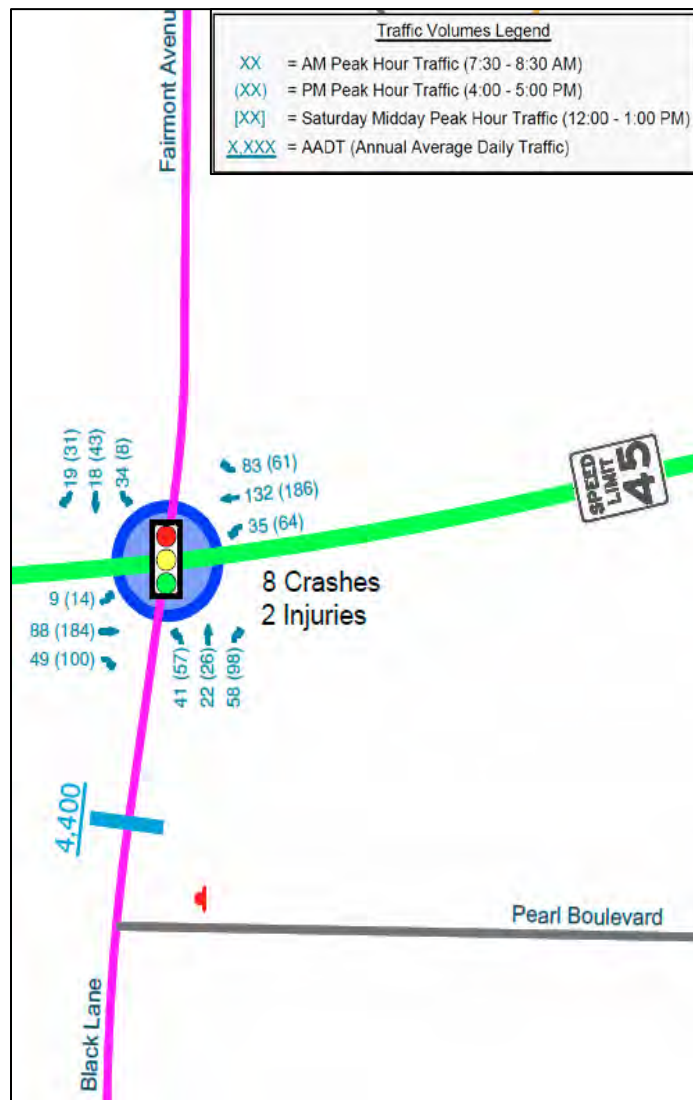 Traffic Volumes Legend
XX = AM Peak Hour Traffic (7:30 - 8:30 AM)
(XX) = PM Peak Hour Traffic (4:00 - 5:00 PM)
[XX] = Saturday Midday Peak Hour Traffic (12:00 - 1:00 PM)
X,XXX = AADT (Annual Average Daily Traffic)
Fairmont Avenu
19 (31)
18 (43)
34 (8)
83 (61)
132 (186)
35 (64)
SPEED
LIMIT
45
8 Crashes
2 Injuries
9 (14)
88 (184)
49 (100)
41 (57)
22 (26)
58 (98)
4,400
Pearl Boulevard
Black Lane